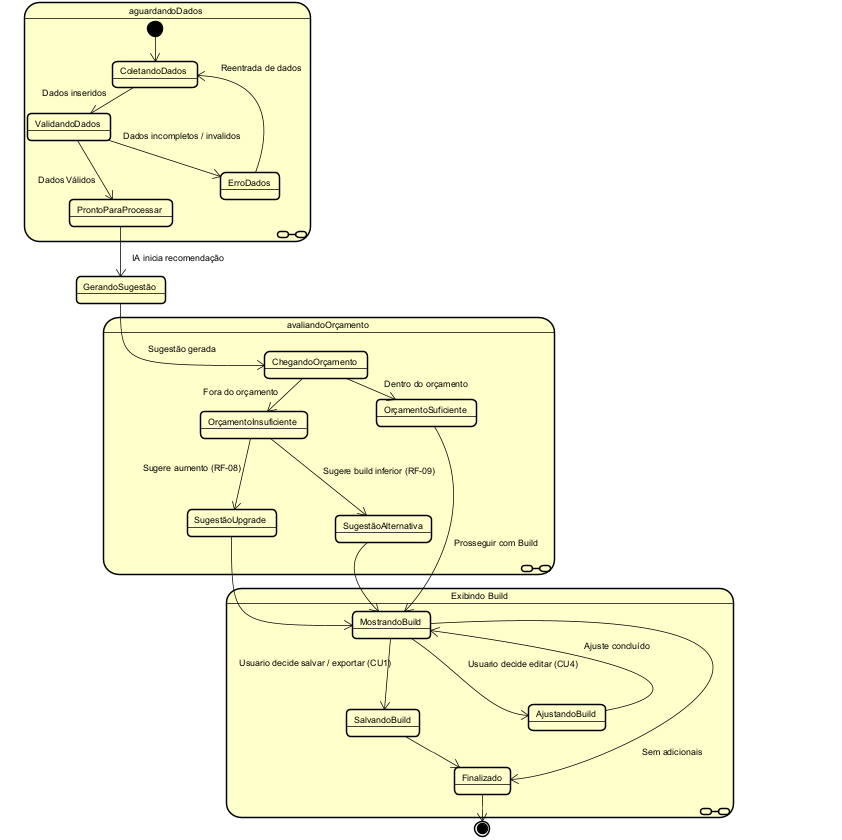 aguardandoDados
ColetandoDados
Reentrada de dados
Dados inseridos
ValidandoDados
Dados incompletos / invalidos
ErroDados
Dados Válidos
ProntoParaProcessar
IA inicia recomendação
GerandoSugestão
avaliandoOrçamento
Sugestão gerada
ChegandoOrçamento
Fora do orçamento
Dentro do orçamento
OrçamentoInsuficiente
OrçamentoSuficiente
Sugere aumento (RF-08)
Sugere build inferior (RF-09)
SugestãoUpgrade
SugestãoAlternativa
Prosseguir com Build
Exibindo Build
MostrandoBuild
Ajuste concluído
Usuario decide salvar / exportar (CU1)
Usuario decide editar (CU4)
SalvandoBuild
AjustandoBuild
Sem adicionais
Finalizado